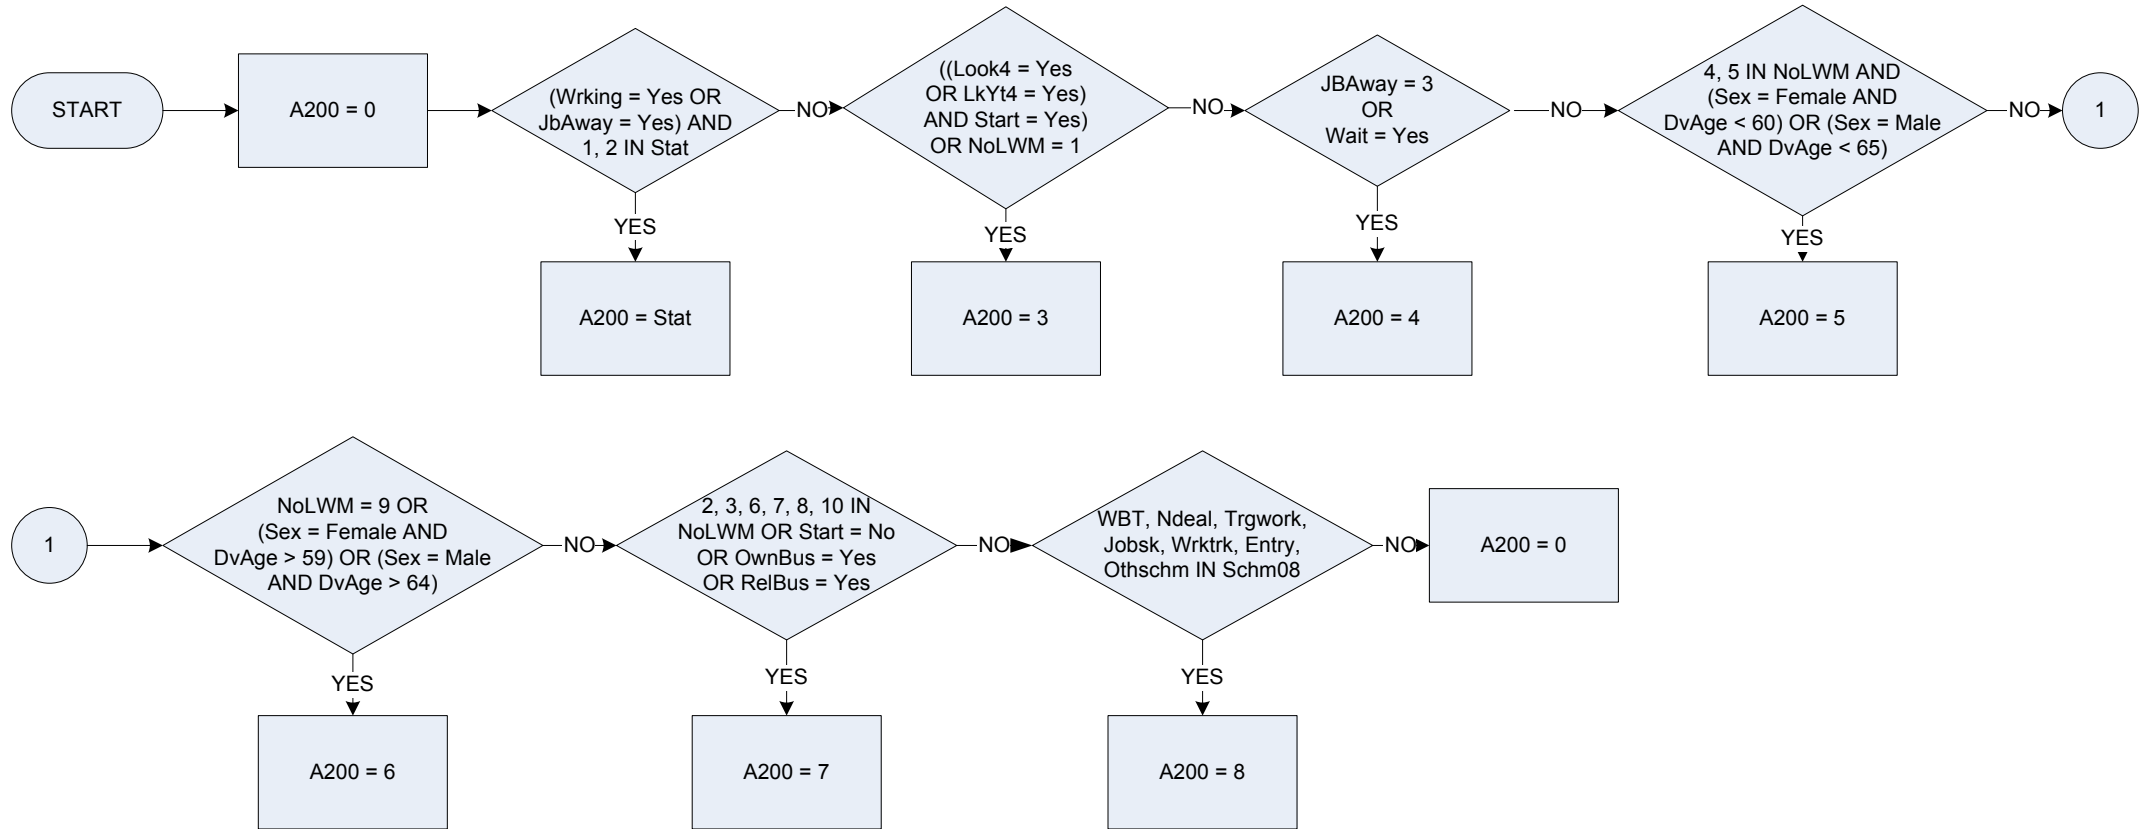 START
A200 = 0
(Wrking = Yes OR
JbAway = Yes) AND
1, 2 IN Stat
NO
((Look4 = Yes
OR LkYt4 = Yes)
AND Start = Yes)
OR NoLWM = 1
NO
JBAway = 3
OR
Wait = Yes
NO
4, 5 IN NoLWM AND
(Sex = Female AND
DvAge < 60) OR (Sex = Male
AND DvAge < 65)
NO
1
YES
YES
YES
YES
A200 = Stat
A200 = 3
A200 = 4
A200 = 5
1
NoLWM = 9 OR
(Sex = Female AND
DvAge > 59) OR (Sex = Male
AND DvAge > 64)
NO
2, 3, 6, 7, 8, 10 IN
NoLWM OR Start = No
OR OwnBus = Yes
OR RelBus = Yes
NO
WBT, Ndeal, Trgwork,
Jobsk, Wrktrk, Entry,
Othschm IN Schm08
NO
A200 = 0
YES
YES
YES
A200 = 6
A200 = 7
A200 = 8